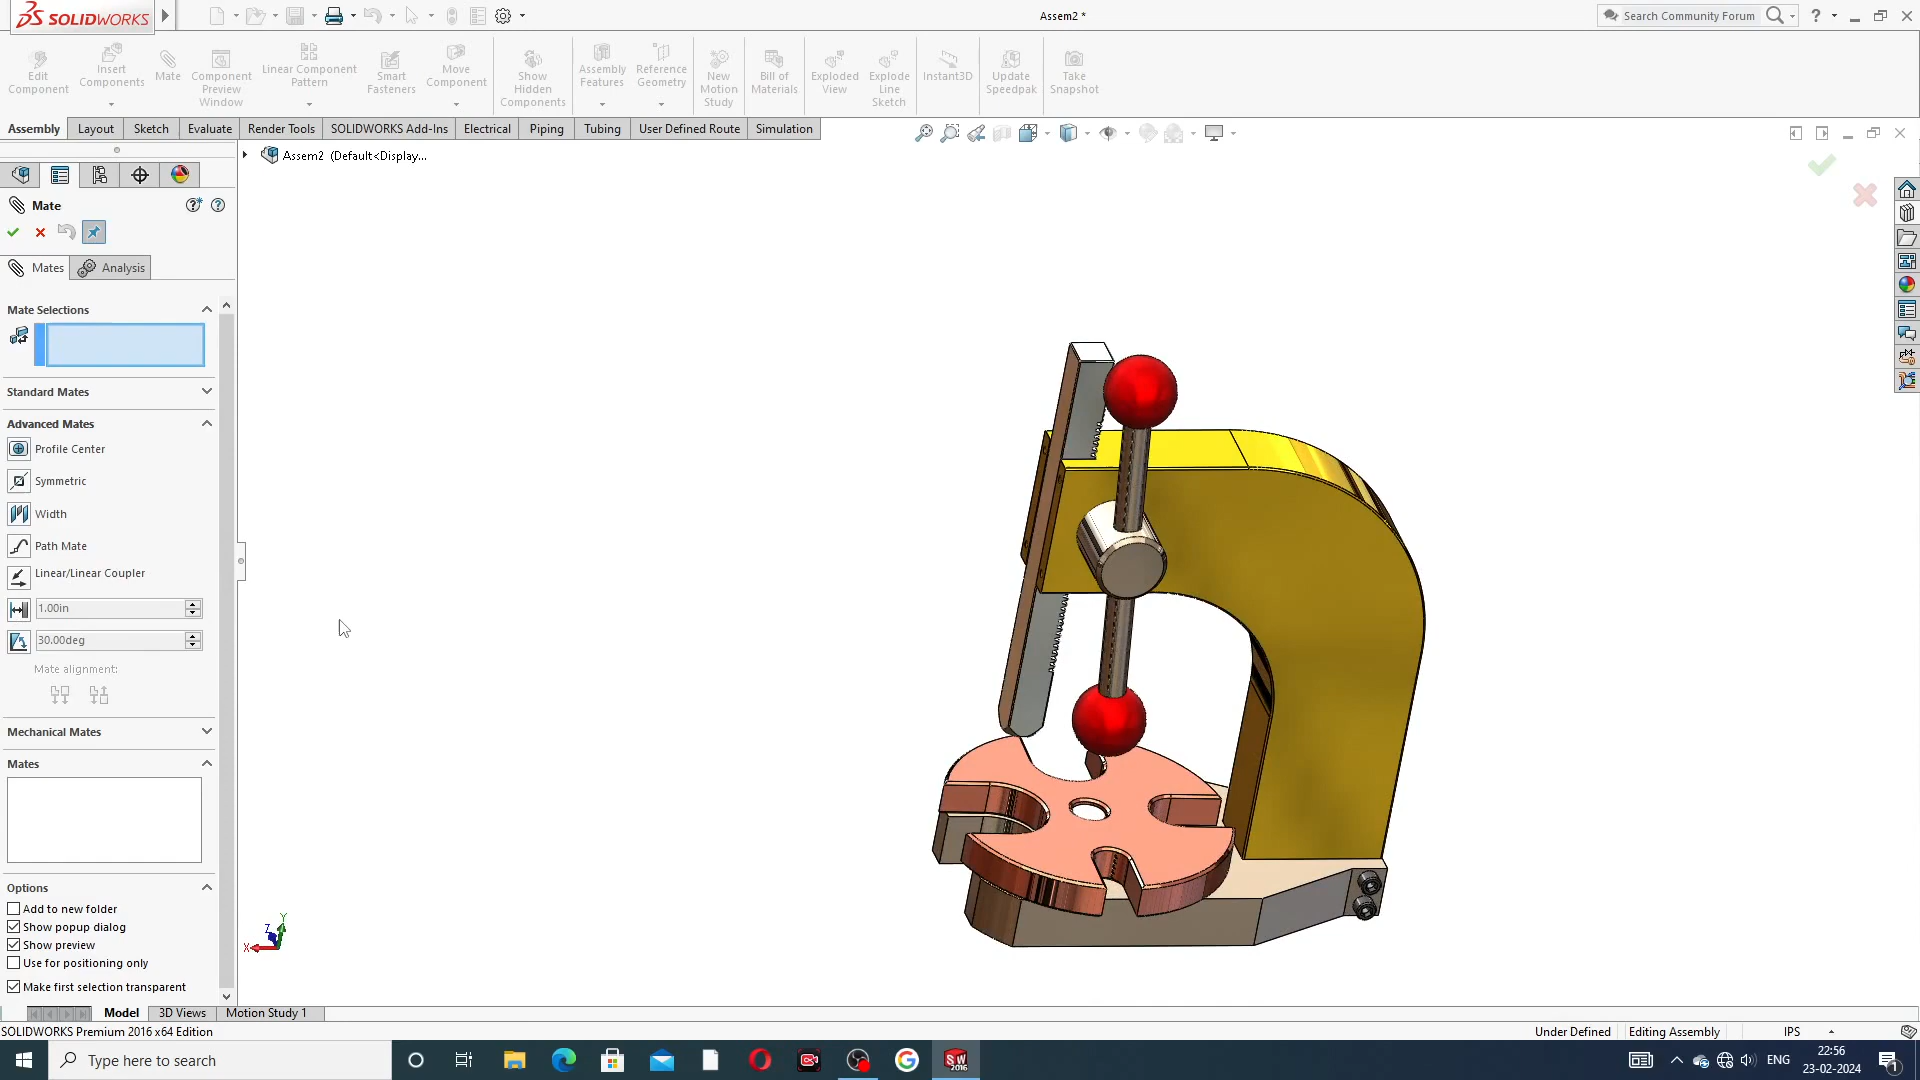 SOLIDWORKS
Assem2 *
Search Community Forum
?
Edit Component
Insert Components
Mate
Component Preview Window
Linear Component Pattern
Smart Fasteners
Move Component
Show Hidden Components
Assembly Features
Reference Geometry
New Motion Study
Bill of Materials
Exploded View
Explode Line Sketch
Instant3D
Update Speedpak
Take Snapshot
Assembly
Layout
Sketch
Evaluate
Render Tools
SOLIDWORKS Add-Ins
Electrical
Piping
Tubing
User Defined Route
Simulation
Assem2 (Default<Display...
Mate
Mates
Analysis
Mate Selections
Standard Mates
Advanced Mates
Profile Center
Symmetric
Width
Path Mate
Linear/Linear Coupler
1.00in
30.00deg
Mate alignment:
Mechanical Mates
Mates
Options
Add to new folder
Show popup dialog
Show preview
Use for positioning only
Make first selection transparent
Y
Z
X
Model
3D Views
Motion Study 1
SOLIDWORKS Premium 2016 x64 Edition
Under Defined
Editing Assembly
IPS
Type here to search
SW
2016
ENG
22:56
23-02-2024
1